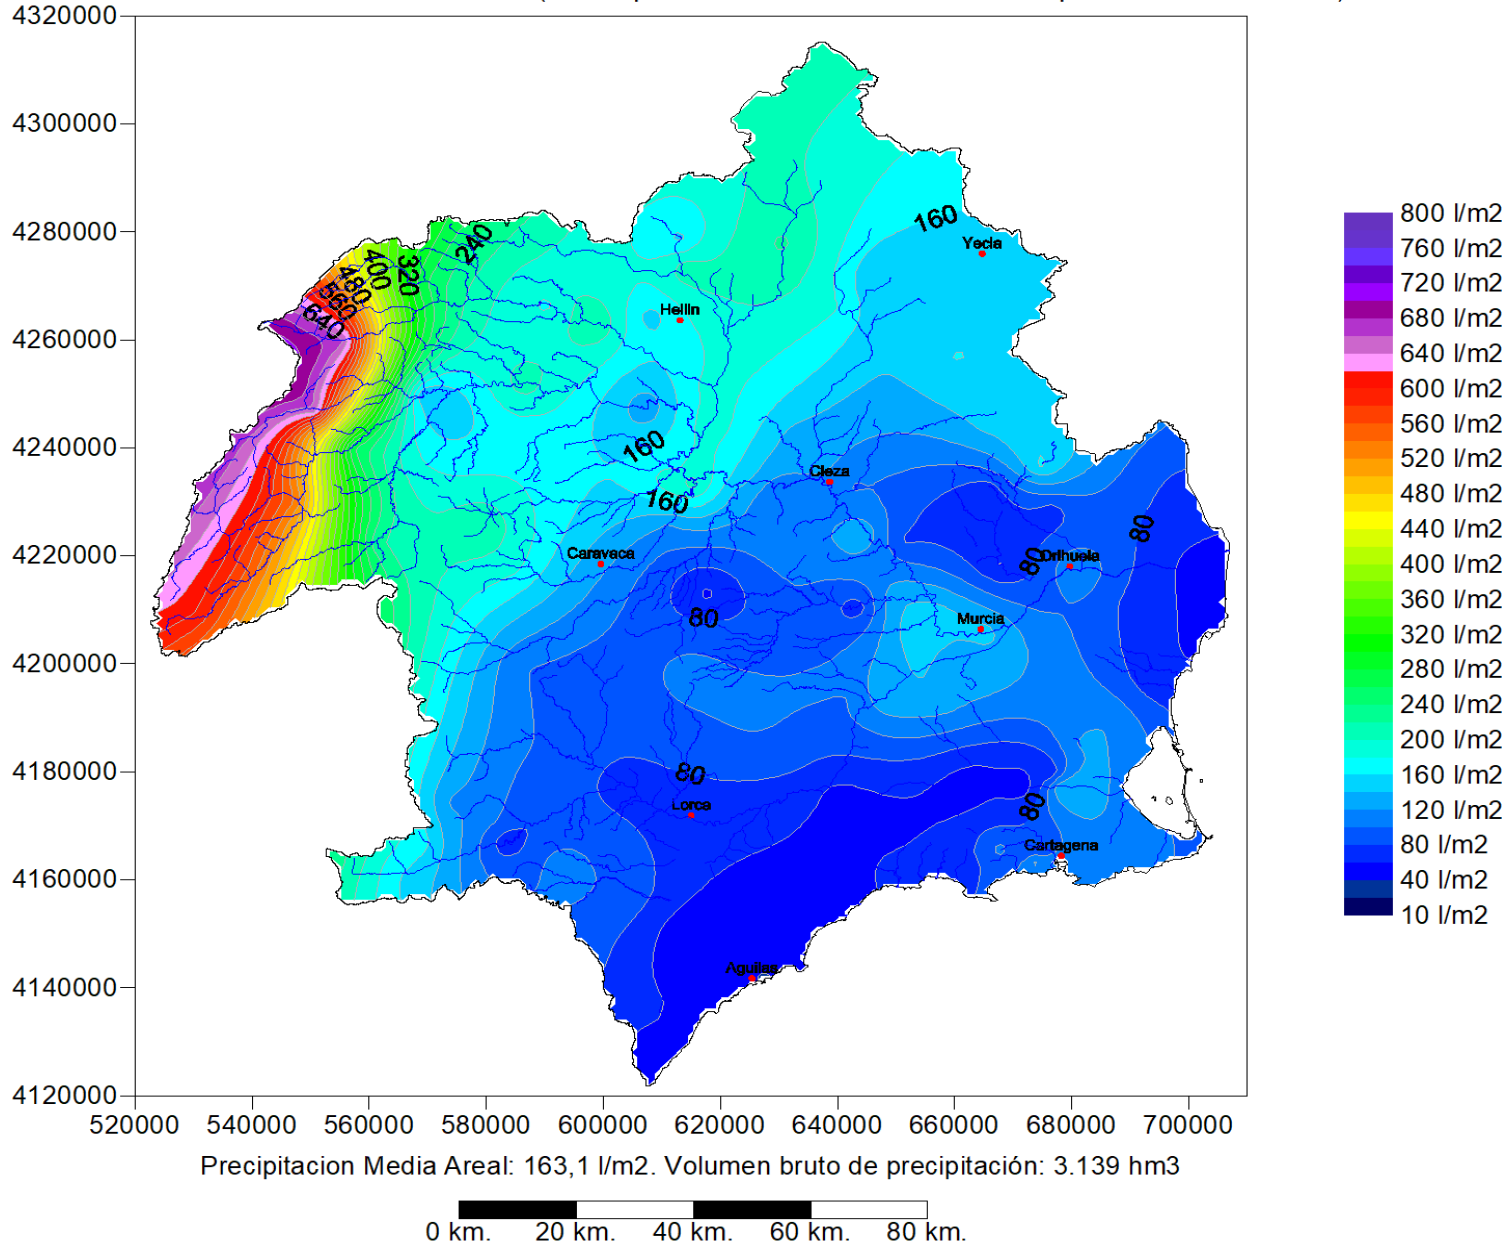 4320000
4300000
4280000
4260000
4240000
4220000
4200000
4180000
4160000
4140000
4120000
520000 540000 560000 580000 600000 620000 640000 660000 680000 700000
160
Yecla
240
320
400
480
560
640
Hellin
160
160
Cieza
80
80
Orihuela
Caravaca
80
Murcia
80
Lorca
80
Cartagena
Aguilas
800 l/m2
760 l/m2
720 l/m2
680 l/m2
640 l/m2
600 l/m2
560 l/m2
520 l/m2
480 l/m2
440 l/m2
400 l/m2
360 l/m2
320 l/m2
280 l/m2
240 l/m2
200 l/m2
160 l/m2
120 l/m2
80 l/m2
40 l/m2
10 l/m2
Precipitacion Media Areal: 163,1 l/m2. Volumen bruto de precipitación: 3.139 hm3
0 km. 20 km. 40 km. 60 km. 80 km.